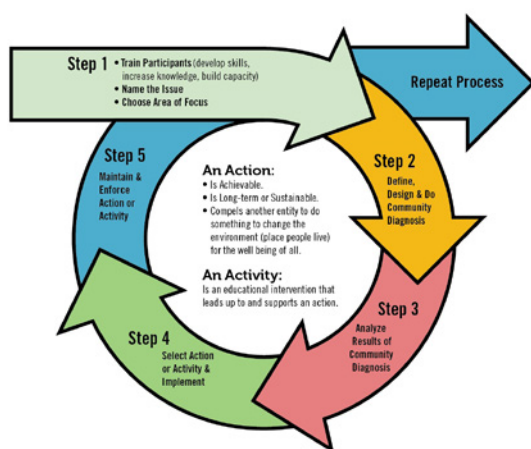 Step 1 • Train Participants (develop skills,
increase knowledge, build capacity)
• Name the Issue
• Choose Area of Focus
Repeat Process
Step 2
Define,
Design & Do
Community
Diagnosis
Step 3
Analyze
Results of
Community
Diagnosis
Step 4
Select Action
or Activity &
Implement
Step 5
Maintain &
Enforce
Action or
Activity
An Action:
• Is Achievable.
• Is Long-term or Sustainable.
• Compels another entity to do
something to change the
environment (place people live)
for the well being of all.
An Activity:
Is an educational intervention that
leads up to and supports an action.